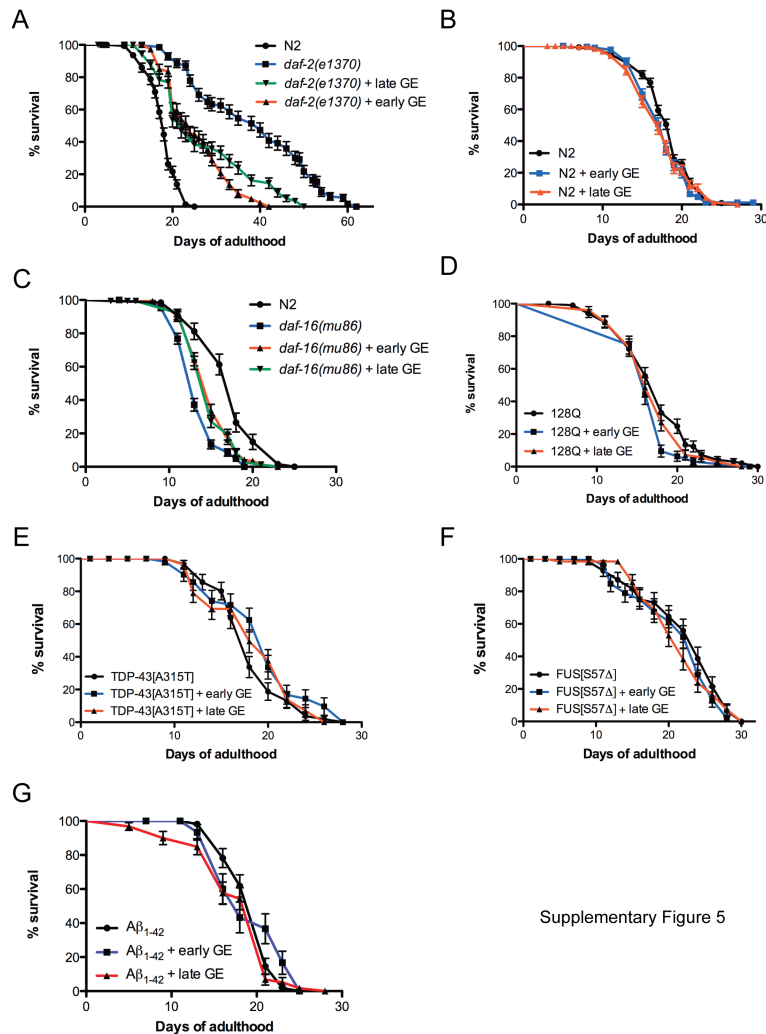 A
% survival
100
80
60
40
20
0
0 10 20 30 40 50 60
Days of adulthood
N2
daf-2(e1370)
daf-2(e1370) + late GE
daf-2(e1370) + early GE
B
% survival
100
80
60
40
20
0
0 10 20 30
Days of adulthood
N2
N2 + early GE
N2 + late GE
C
% survival
100
80
60
40
20
0
0 10 20 30
Days of adulthood
N2
daf-16(mu86)
daf-16(mu86) + early GE
daf-16(mu86) + late GE
D
% survival
100
80
60
40
20
0
0 10 20 30
Days of adulthood
128Q
128Q + early GE
128Q + late GE
E
% survival
100
80
60
40
20
0
0 10 20 30
Days of adulthood
TDP-43[A315T]
TDP-43[A315T] + early GE
TDP-43[A315T] + late GE
F
% survival
100
80
60
40
20
0
0 10 20 30
Days of adulthood
FUS[S57Δ]
FUS[S57Δ] + early GE
FUS[S57Δ] + late GE
G
% survival
100
80
60
40
20
0
0 10 20 30
Days of adulthood
Aβ1-42
Aβ1-42 + early GE
Aβ1-42 + late GE
Supplementary Figure 5